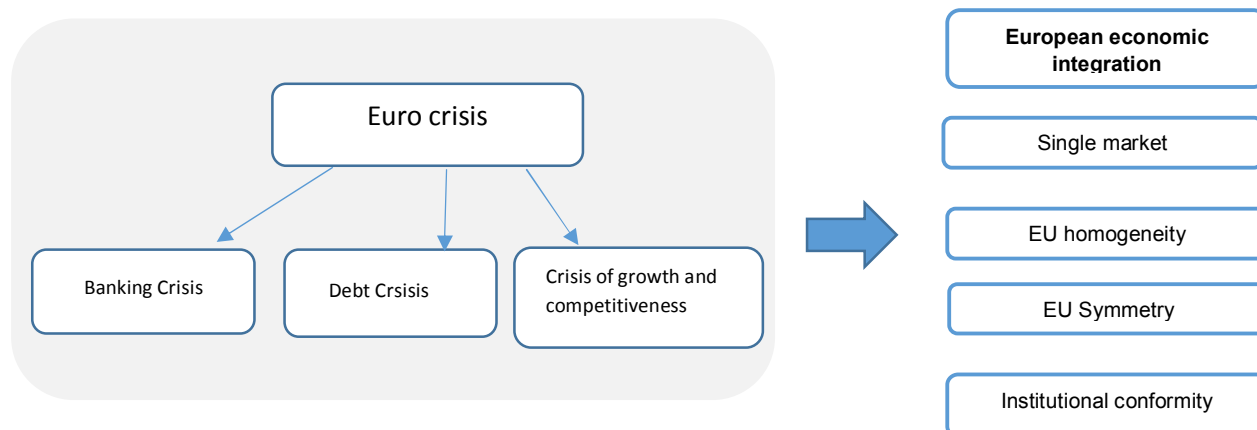 Euro crisis
Banking Crisis
Debt Crsisis
Crisis of growth and
competitiveness
European economic
integration
Single market
EU homogeneity
EU Symmetry
Institutional conformity